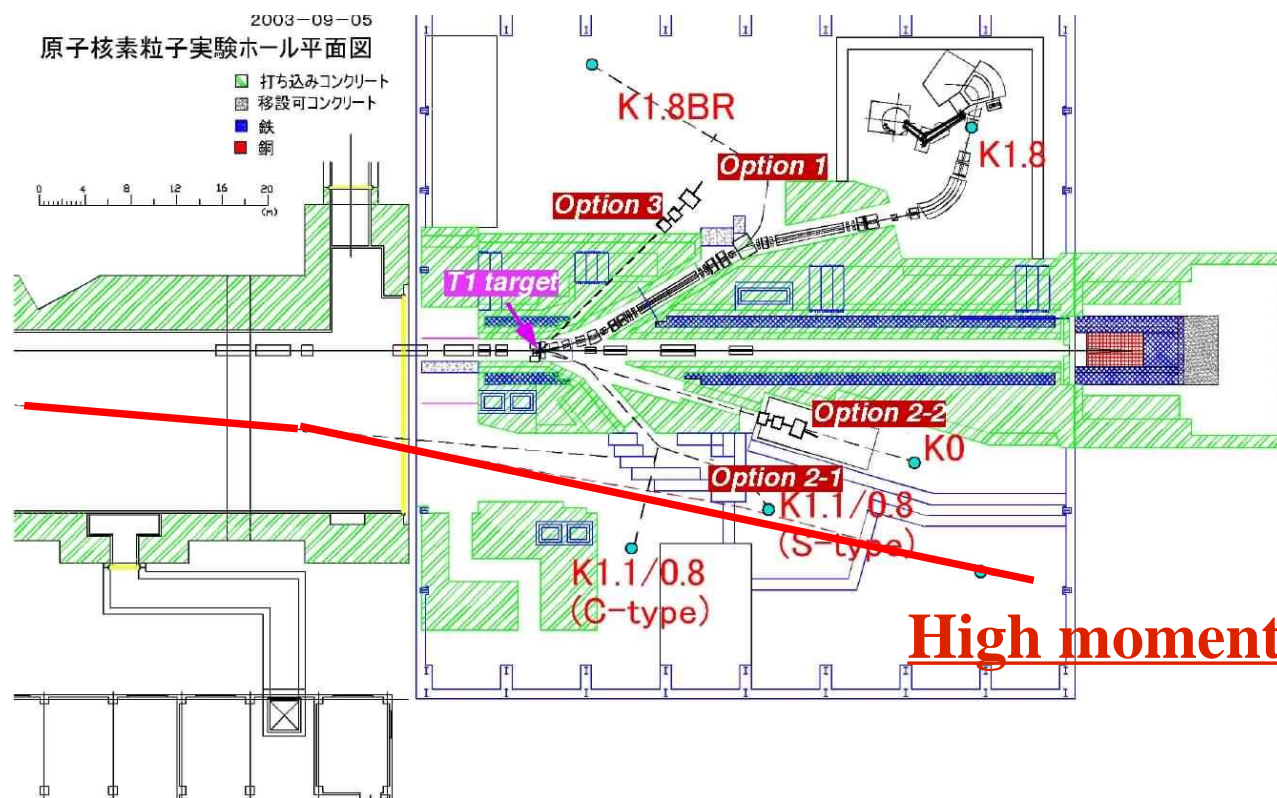 2003-09-05
原子核素粒子実験ホール平面図
打ち込みコンクリート
移設可コンクリート
鉄
銅
0 4 8 12 16 20
(m)
K1.8BR
Option 1
K1.8
Option 3
T1 target
Option 2-2
K0
Option 2-1
K1.1/0.8
(S-type)
K1.1/0.8
(C-type)
High moment